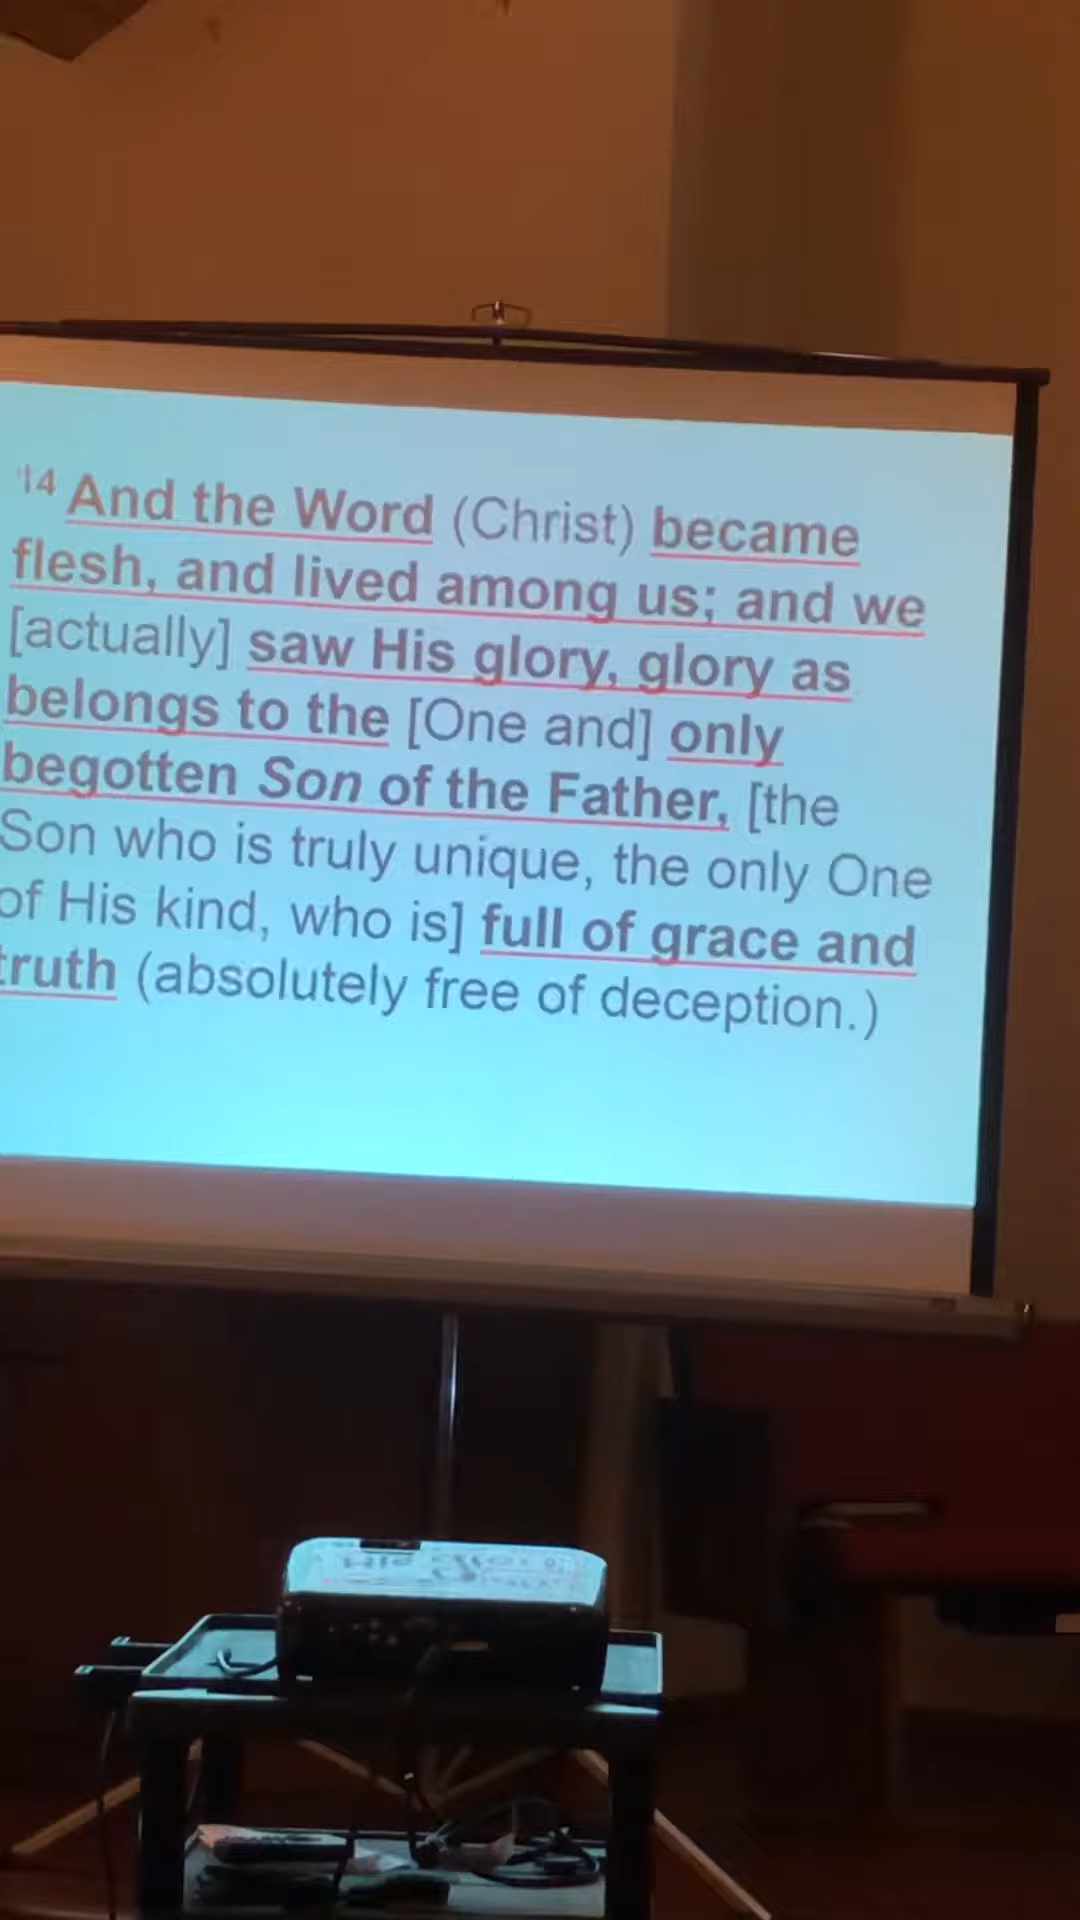 14 And the Word (Christ) became
flesh, and lived among us; and we
[actually] saw His glory, glory as
belongs to the [One and] only
begotten Son of the Father, [the
Son who is truly unique, the only One
of His kind, who is] full of grace and
truth (absolutely free of deception.)